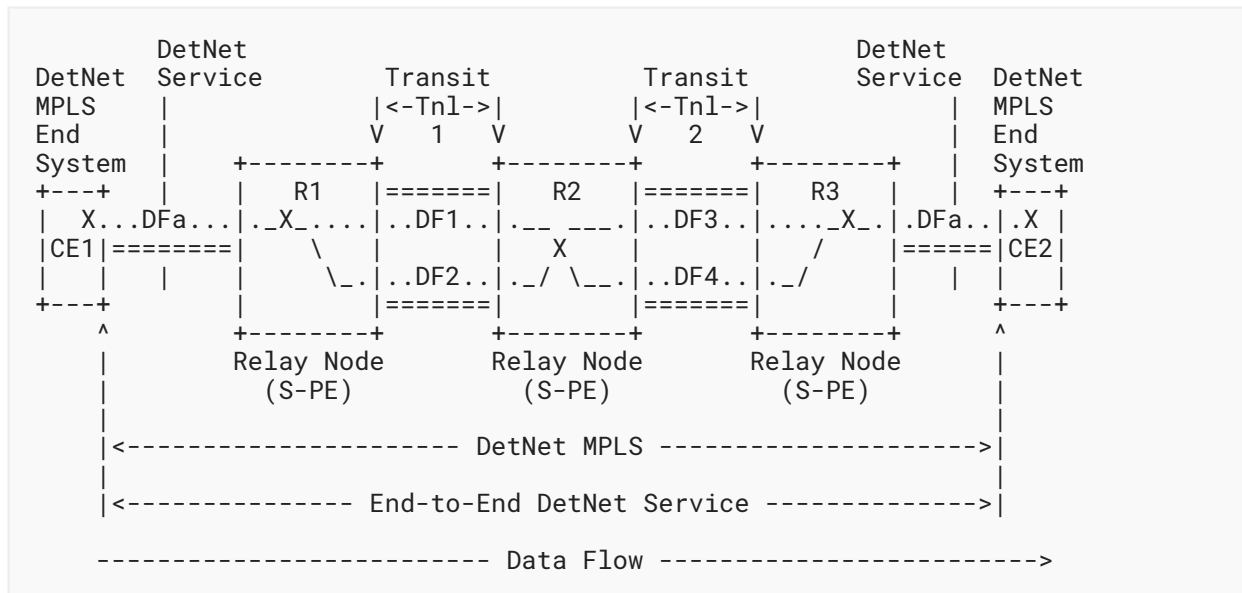 DetNet                                             DetNet
DetNet  Service        Transit          Transit        Service  DetNet
MPLS     |             |<-Tnl->|        |<-Tnl->|            |  MPLS
End      |             V   1   V        V   2   V            |  End
System   |    +--------+       +--------+       +--------+   |  System
+---+    |    |   R1   |=======|   R2   |=======|   R3   |   |  +---+
|  X...DFa...|._X_....|..DF1..|.__ ___.|..DF3..|...._X_.|.DFa..|.X |
|CE1|========|    \   |       |   X    |       |   /    |======|CE2|
|   |   |    |     \_.|..DF2..|._/ \__.|..DF4..|._/     |   |  |   |
+---+        |        |=======|        |=======|        |      +---+
    ^        +--------+       +--------+       +--------+      ^
    |        Relay Node       Relay Node       Relay Node      |
    |          (S-PE)           (S-PE)           (S-PE)        |
    |                                                          |
    |<---------------------- DetNet MPLS --------------------->|
    |                                                          |
    |<--------------- End-to-End DetNet Service -------------->|
    -------------------------- Data Flow ------------------------->